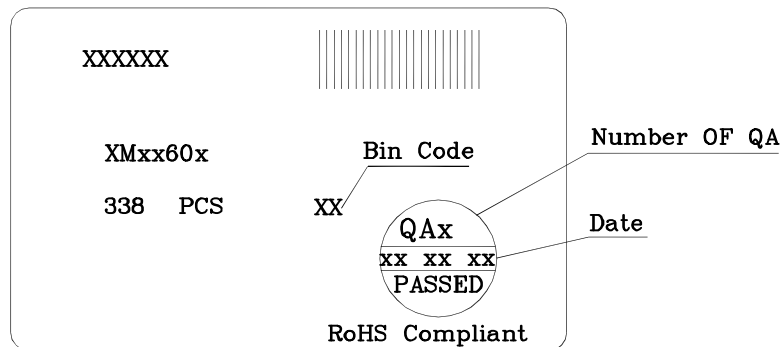 XXXXXX
XMxx60x
338 PCS
XX
Bin Code
Number OF QA
QAx
Date
xx xx xx
PASSED
RoHS Compliant